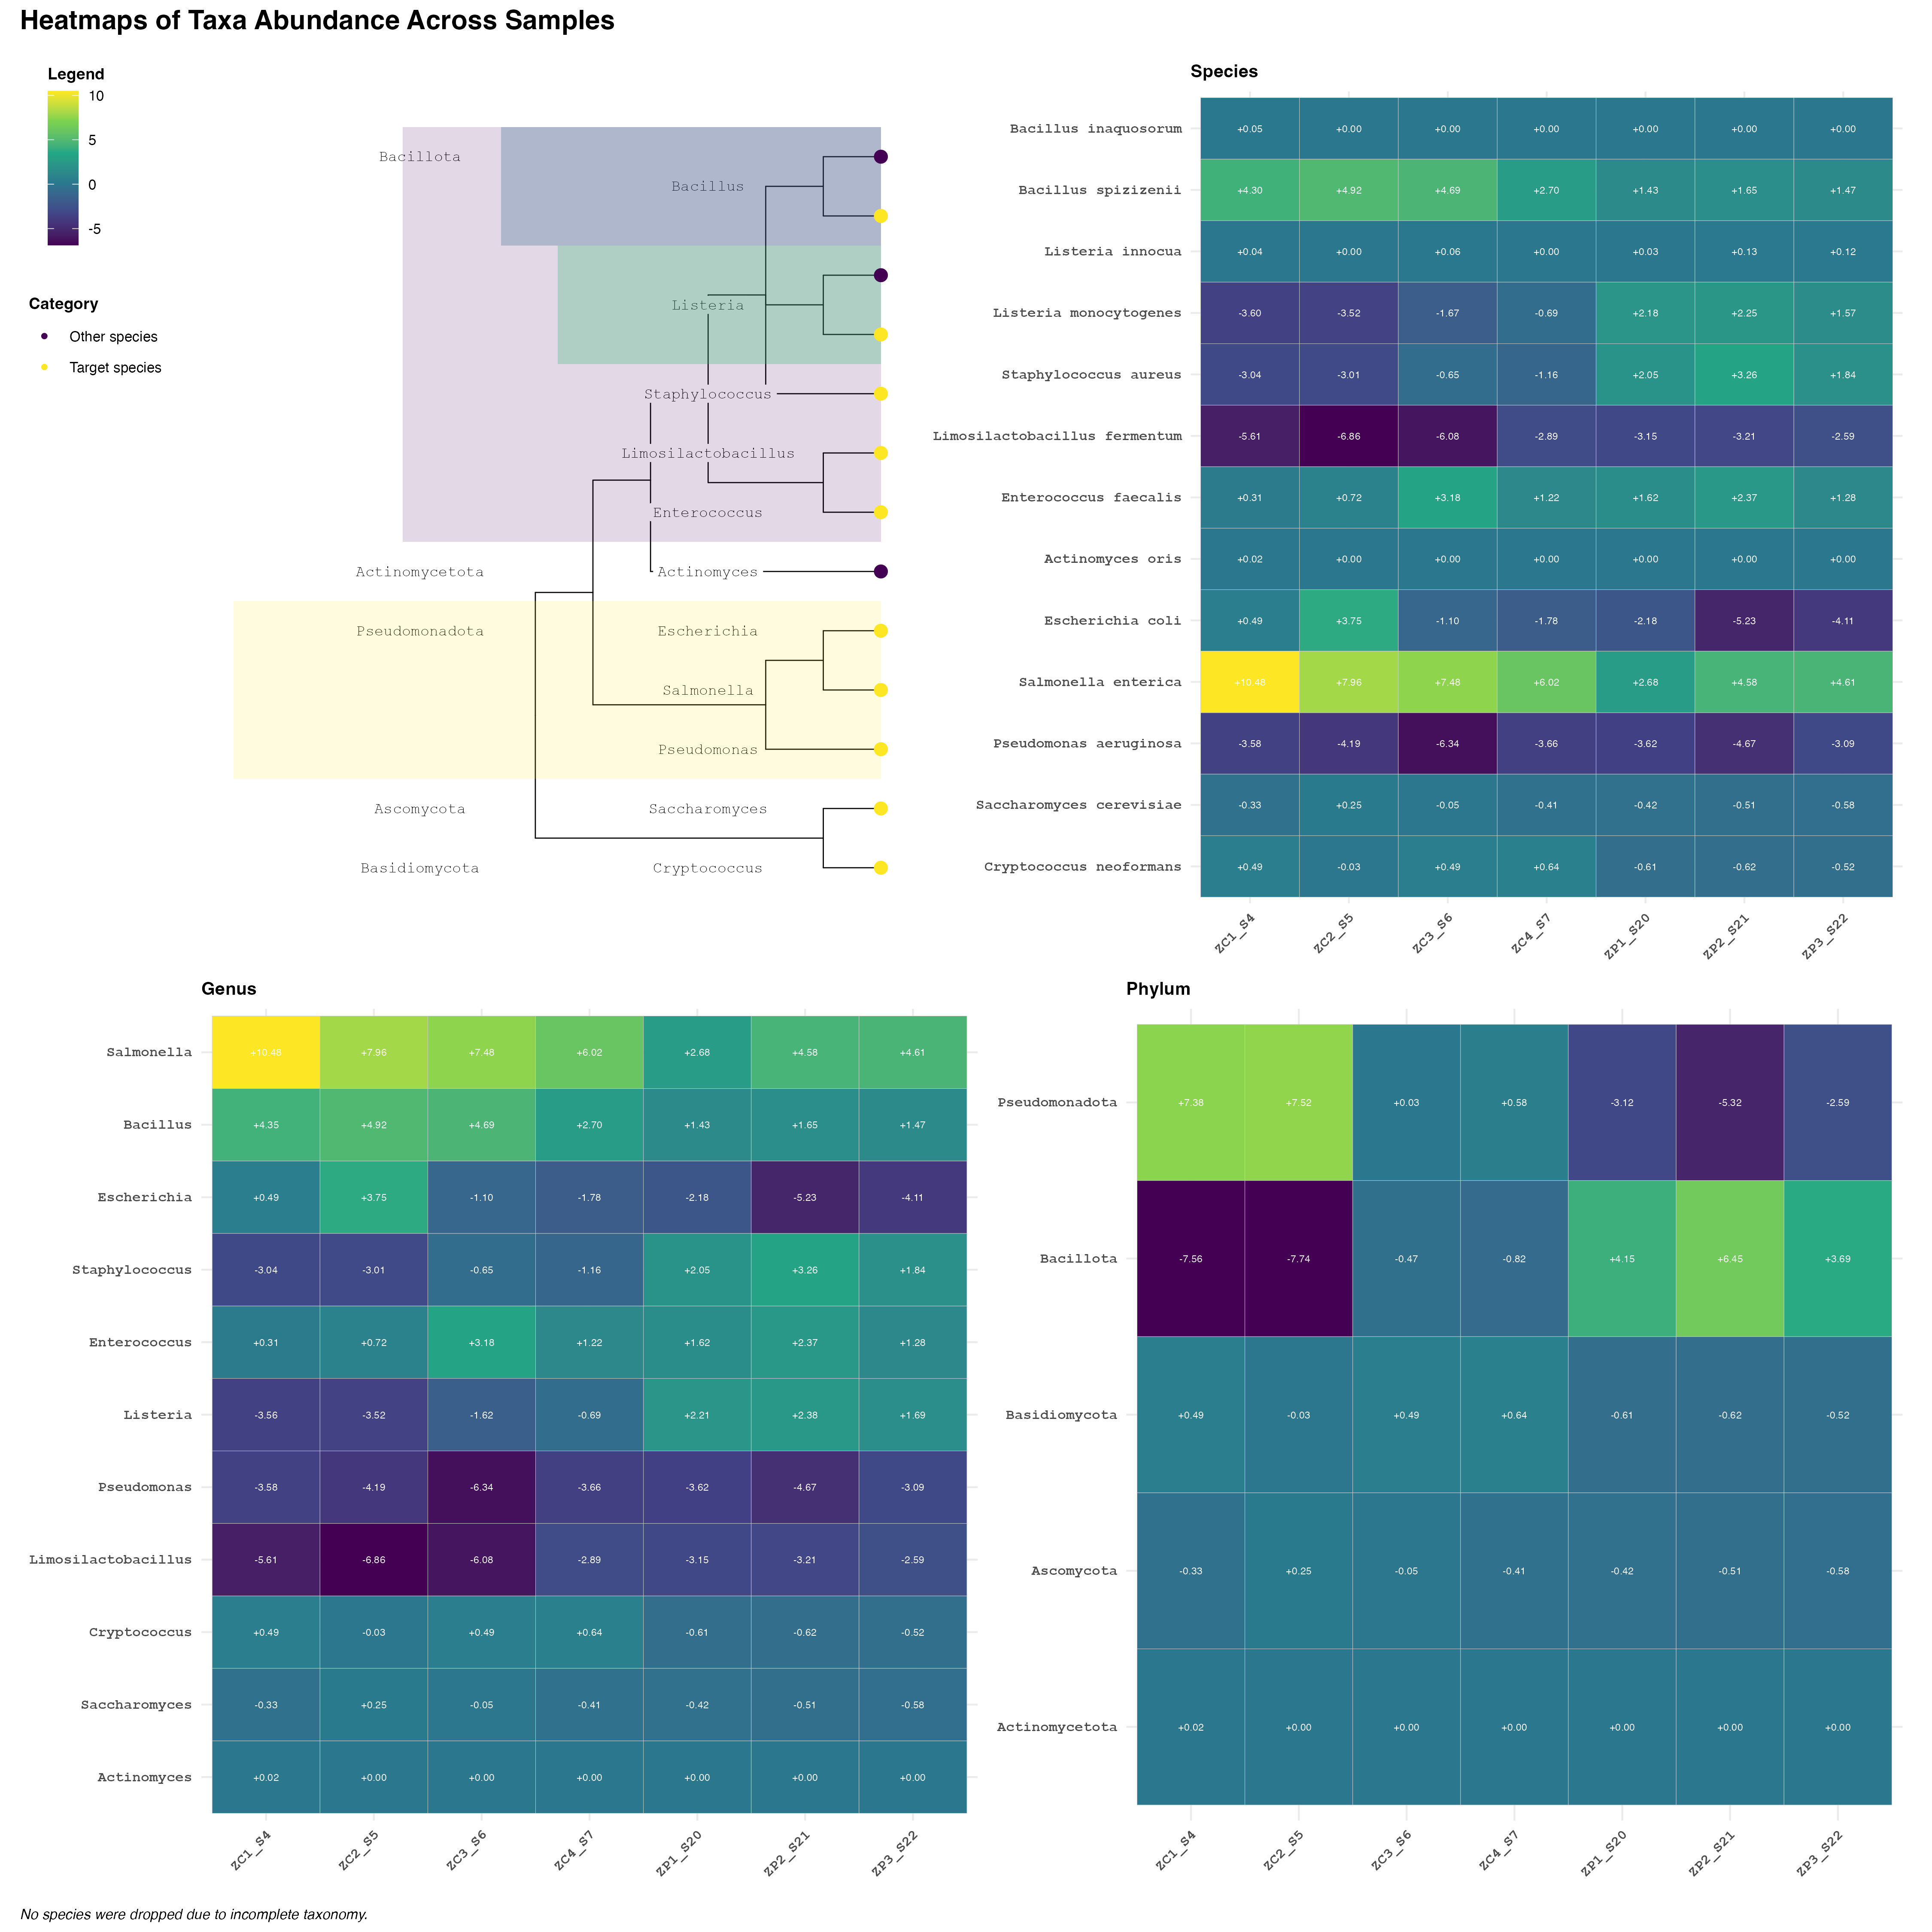 Heatmaps of Taxa Abundance Across Samples
Legend
10
5
0
-5
Category
Other species
Target species
Bacillota
Bacillus
Listeria
Staphylococcus
Limosilactobacillus
Enterococcus
Actinomycetota
Actinomyces
Pseudomonadota
Escherichia
Salmonella
Pseudomonas
Ascomycota
Saccharomyces
Basidiomycota
Cryptococcus
Species
Bacillus inaquosorum +0.05 +0.00 +0.00 +0.00 +0.00 +0.00 +0.00
Bacillus spizizenii +4.30 +4.92 +4.69 +2.70 +1.43 +1.65 +1.47
Listeria innocua +0.04 +0.00 +0.06 +0.00 +0.03 +0.13 +0.12
Listeria monocytogenes -3.60 -3.52 -1.67 -0.69 +2.18 +2.25 +1.57
Staphylococcus aureus -3.04 -3.01 -0.65 -1.16 +2.05 +3.26 +1.84
Limosilactobacillus fermentum -5.61 -6.86 -6.08 -2.89 -3.15 -3.21 -2.59
Enterococcus faecalis +0.31 +0.72 +3.18 +1.22 +1.62 +2.37 +1.28
Actinomyces oris +0.02 +0.00 +0.00 +0.00 +0.00 +0.00 +0.00
Escherichia coli +0.49 +3.75 -1.10 -1.78 -2.18 -5.23 -4.11
Salmonella enterica +10.48 +7.96 +7.48 +6.02 +2.68 +4.58 +4.61
Pseudomonas aeruginosa -3.58 -4.19 -6.34 -3.66 -3.62 -4.67 -3.09
Saccharomyces cerevisiae -0.33 +0.25 -0.05 -0.41 -0.42 -0.51 -0.58
Cryptococcus neoformans +0.49 -0.03 +0.49 +0.64 -0.61 -0.62 -0.52
ZC1_S4 ZC2_S5 ZC3_S6 ZC4_S7 ZP1_S20 ZP2_S21 ZP3_S22
Genus
Salmonella +10.48 +7.96 +7.48 +6.02 +2.68 +4.58 +4.61
Bacillus +4.35 +4.92 +4.69 +2.70 +1.43 +1.65 +1.47
Escherichia +0.49 +3.75 -1.10 -1.78 -2.18 -5.23 -4.11
Staphylococcus -3.04 -3.01 -0.65 -1.16 +2.05 +3.26 +1.84
Enterococcus +0.31 +0.72 +3.18 +1.22 +1.62 +2.37 +1.28
Listeria -3.56 -3.52 -1.62 -0.69 +2.21 +2.38 +1.69
Pseudomonas -3.58 -4.19 -6.34 -3.66 -3.62 -4.67 -3.09
Limosilactobacillus -5.61 -6.86 -6.08 -2.89 -3.15 -3.21 -2.59
Cryptococcus +0.49 -0.03 +0.49 +0.64 -0.61 -0.62 -0.52
Saccharomyces -0.33 +0.25 -0.05 -0.41 -0.42 -0.51 -0.58
Actinomyces +0.02 +0.00 +0.00 +0.00 +0.00 +0.00 +0.00
ZC1_S4 ZC2_S5 ZC3_S6 ZC4_S7 ZP1_S20 ZP2_S21 ZP3_S22
Phylum
Pseudomonadota +7.38 +7.52 +0.03 +0.58 -3.12 -5.32 -2.59
Bacillota -7.56 -7.74 -0.47 -0.82 +4.15 +6.45 +3.69
Basidiomycota +0.49 -0.03 +0.49 +0.64 -0.61 -0.62 -0.52
Ascomycota -0.33 +0.25 -0.05 -0.41 -0.42 -0.51 -0.58
Actinomycetota +0.02 +0.00 +0.00 +0.00 +0.00 +0.00 +0.00
ZC1_S4 ZC2_S5 ZC3_S6 ZC4_S7 ZP1_S20 ZP2_S21 ZP3_S22
No species were dropped due to incomplete taxonomy.